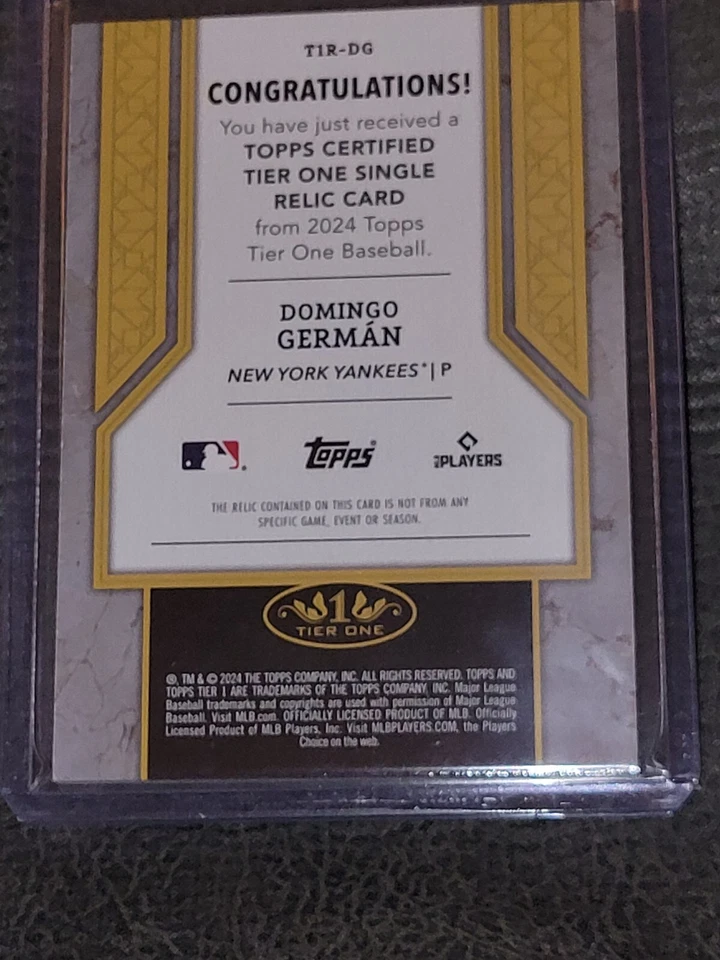 T1R-DG
CONGRATULATIONS!
You have just received a
TOPPS CERTIFIED
TIER ONE SINGLE
RELIC CARD
from 2024 Topps
Tier One Baseball.
DOMINGO
GERMÁN
NEW YORK YANKEES®| P
Topps®
MLB PLAYERS
THE RELIC CONTAINED ON THIS CARD IS NOT FROM ANY
SPECIFIC GAME, EVENT OR SEASON.
1
TIER ONE
®, TM & © 2024 THE TOPPS COMPANY, INC. ALL RIGHTS RESERVED. TOPPS AND
TOPPS TIER 1 ARE TRADEMARKS OF THE TOPPS COMPANY, INC. Major League
Baseball trademarks and copyrights are used with permission of Major League
Baseball. Visit MLB.com. OFFICIALLY LICENSED PRODUCT OF MLB. Officially
Licensed Product of MLB Players, Inc. Visit MLBPLAYERS.COM, the Players
Choice on the web.